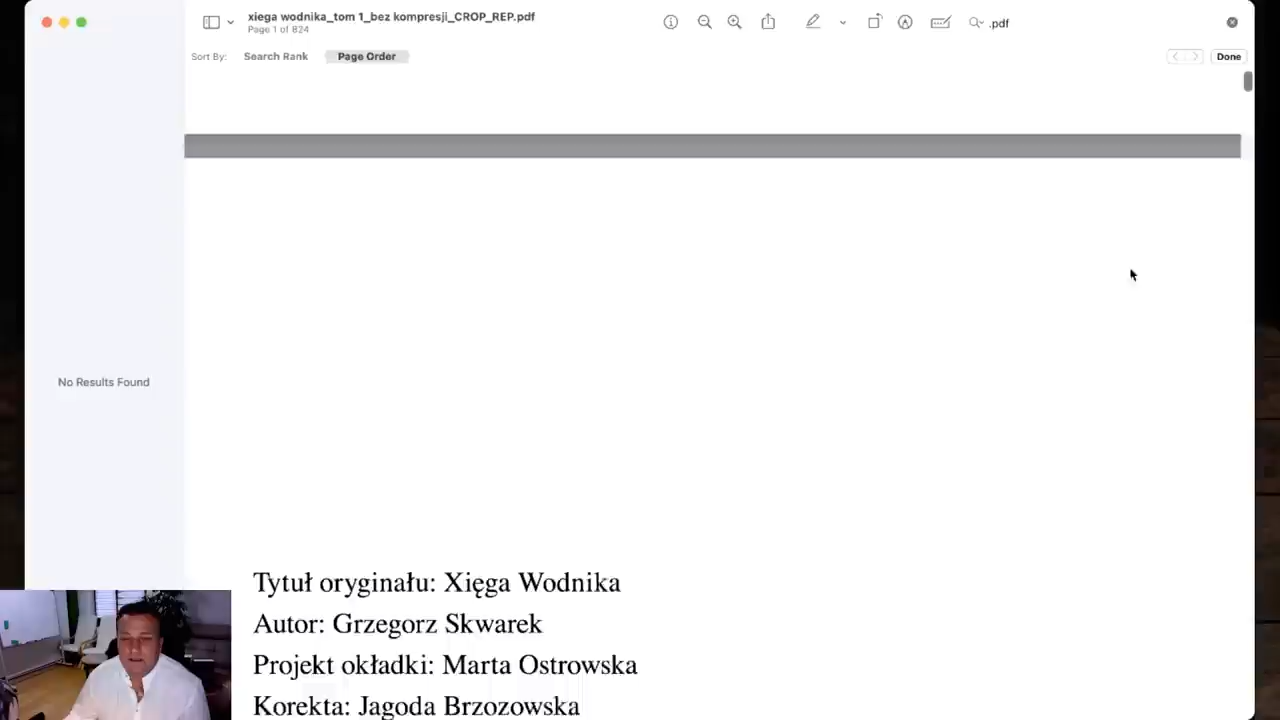 xiega wodnika_tom 1_bez kompresji_CROP_REP.pdf
Page 1 of 824
.pdf
Sort By: Search Rank Page Order
Done
No Results Found
Tytuł oryginału: Xięga Wodnika
Autor: Grzegorz Skwarek
Projekt okładki: Marta Ostrowska
Korekta: Jagoda Brzozowska